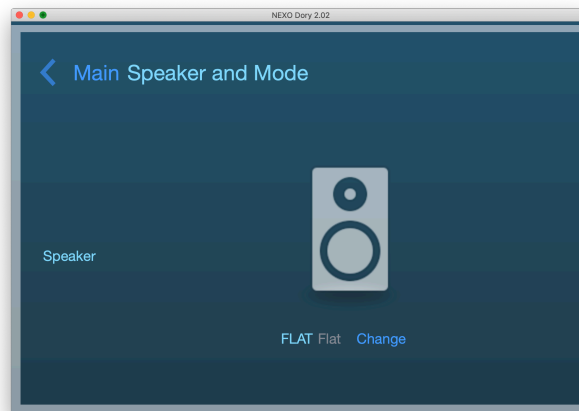 NEXO Dory 2.02
Main Speaker and Mode
Speaker
FLAT Flat Change